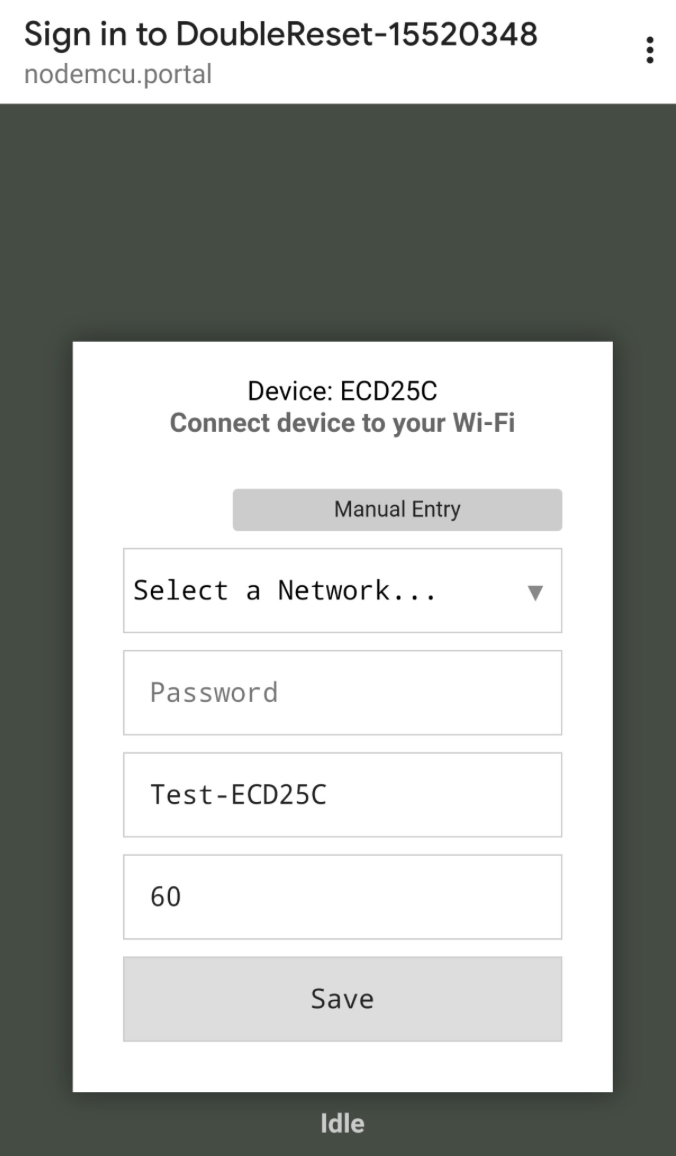 Sign in to DoubleReset-15520348
nodemcu.portal
Device: ECD25C
Connect device to your Wi-Fi
Manual Entry
Select a Network...
Password
Test-ECD25C
60
Save
Idle